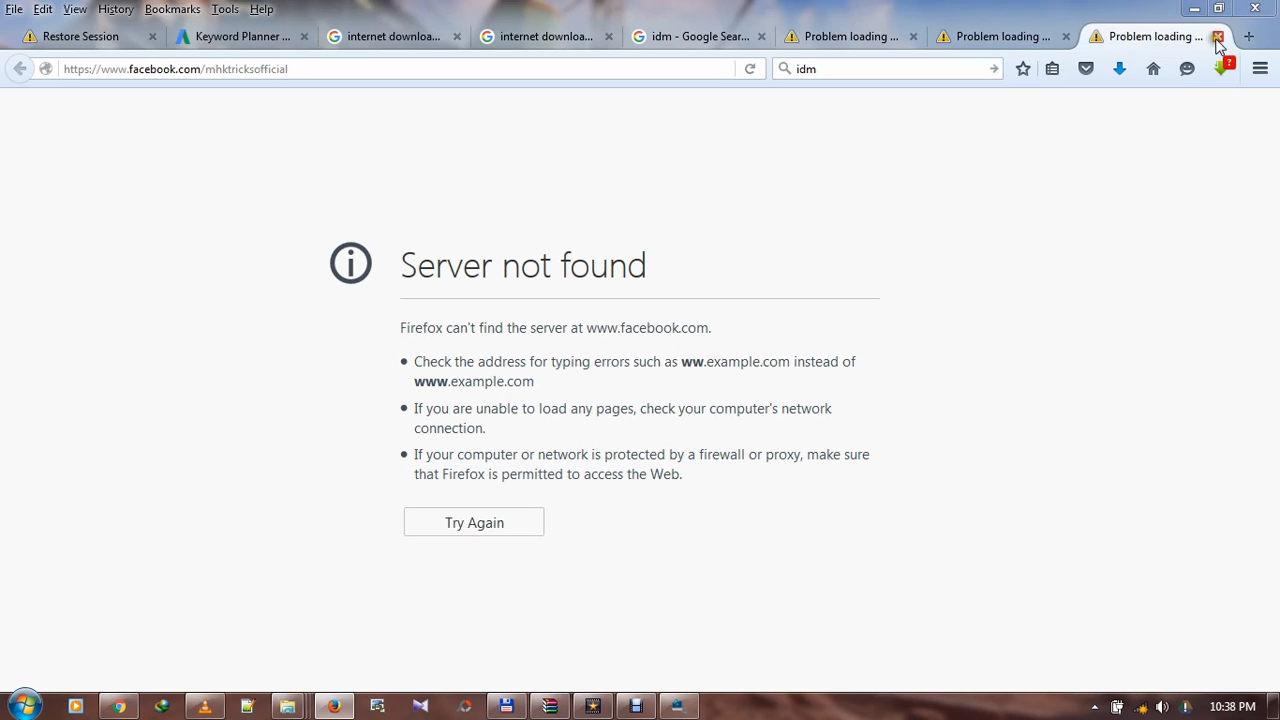 File Edit View History Bookmarks Tools Help
Restore Session Keyword Planner ... internet downloa... internet downloa... idm - Google Sear... Problem loading ... Problem loading ... Problem loading ...
https://www.facebook.com/mhktricksofficial idm ?
Server not found
Firefox can't find the server at www.facebook.com.
Check the address for typing errors such as ww.example.com instead of
www.example.com
If you are unable to load any pages, check your computer's network
connection.
If your computer or network is protected by a firewall or proxy, make sure
that Firefox is permitted to access the Web.
Try Again
10:38 PM